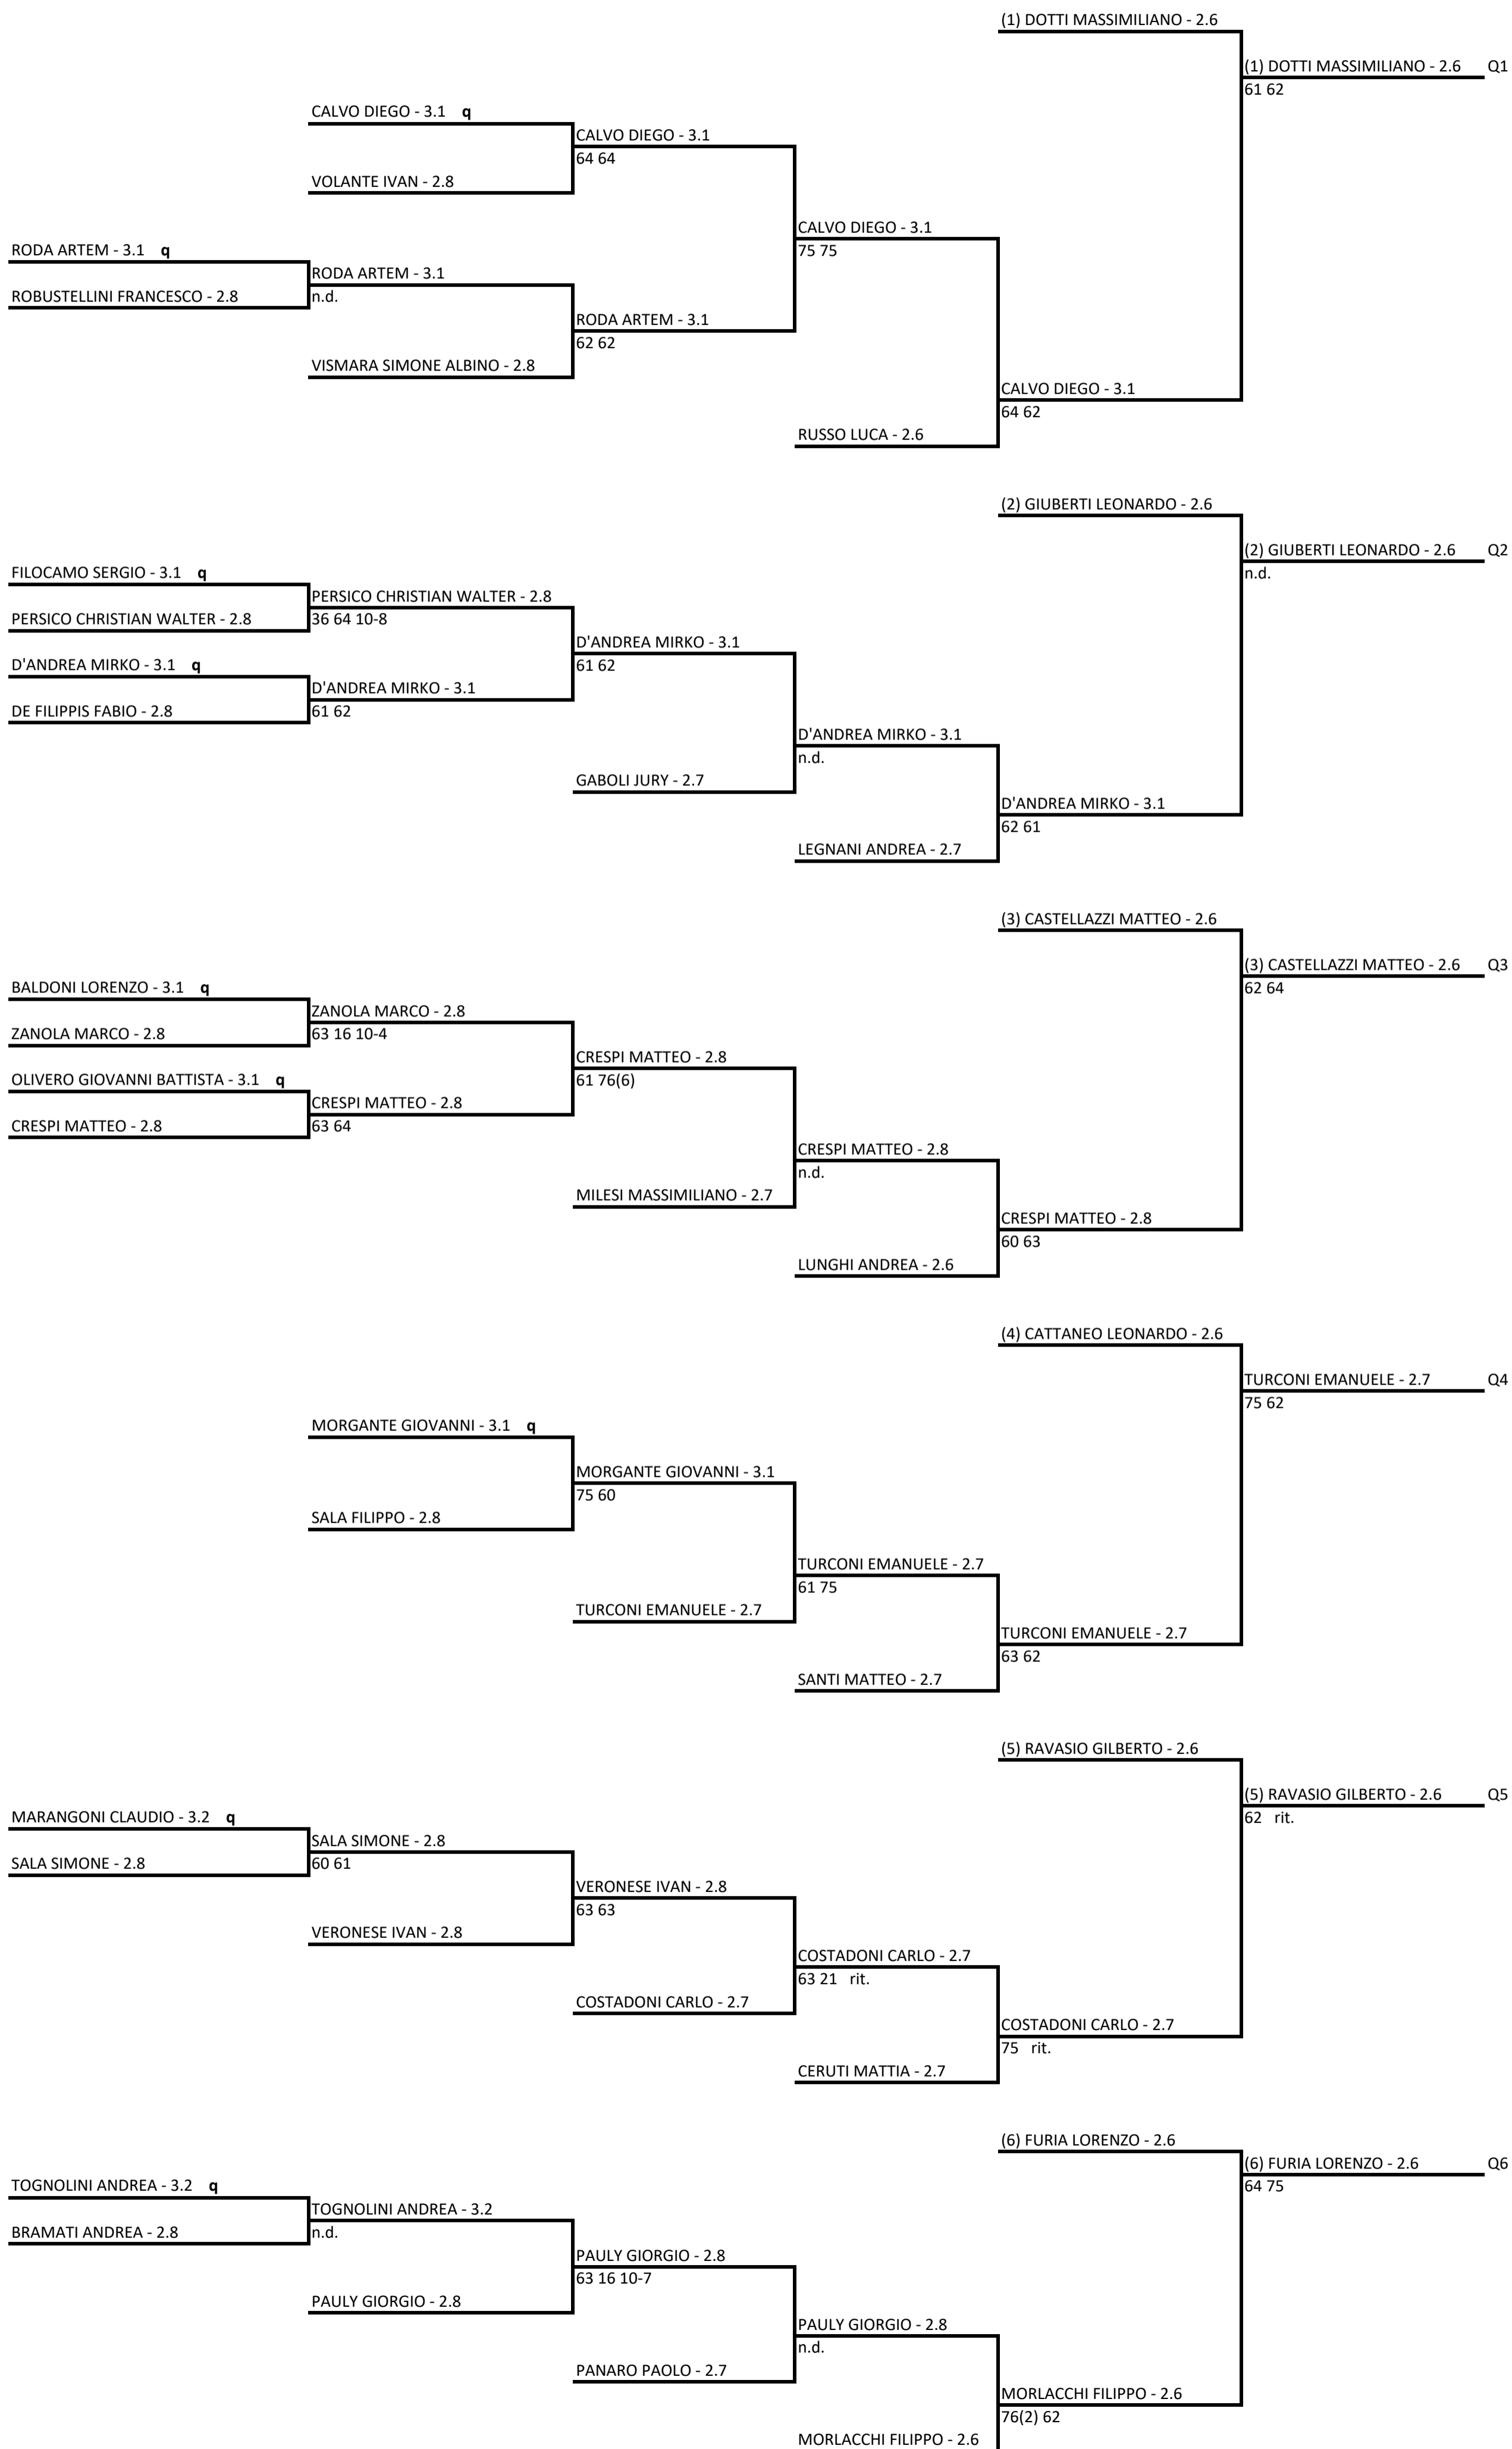 (1) DOTTI MASSIMILIANO - 2.6
(1) DOTTI MASSIMILIANO - 2.6 Q1
61 62
CALVO DIEGO - 3.1 q
CALVO DIEGO - 3.1
64 64
VOLANTE IVAN - 2.8
CALVO DIEGO - 3.1
75 75
RODA ARTEM - 3.1 q
RODA ARTEM - 3.1
ROBUSTELLINI FRANCESCO - 2.8
n.d.
RODA ARTEM - 3.1
62 62
VISMARA SIMONE ALBINO - 2.8
CALVO DIEGO - 3.1
64 62
RUSSO LUCA - 2.6
(2) GIUBERTI LEONARDO - 2.6
(2) GIUBERTI LEONARDO - 2.6 Q2
n.d.
FILOCAMO SERGIO - 3.1 q
PERSICO CHRISTIAN WALTER - 2.8
PERSICO CHRISTIAN WALTER - 2.8
36 64 10-8
D'ANDREA MIRKO - 3.1
61 62
D'ANDREA MIRKO - 3.1 q
D'ANDREA MIRKO - 3.1
DE FILIPPIS FABIO - 2.8
61 62
D'ANDREA MIRKO - 3.1
n.d.
GABOLI JURY - 2.7
D'ANDREA MIRKO - 3.1
62 61
LEGNANI ANDREA - 2.7
(3) CASTELLAZZI MATTEO - 2.6
(3) CASTELLAZZI MATTEO - 2.6 Q3
62 64
BALDONI LORENZO - 3.1 q
ZANOLA MARCO - 2.8
ZANOLA MARCO - 2.8
63 16 10-4
CRESPI MATTEO - 2.8
61 76(6)
OLIVERO GIOVANNI BATTISTA - 3.1 q
CRESPI MATTEO - 2.8
CRESPI MATTEO - 2.8
63 64
CRESPI MATTEO - 2.8
n.d.
MILESI MASSIMILIANO - 2.7
CRESPI MATTEO - 2.8
60 63
LUNGHI ANDREA - 2.6
(4) CATTANEO LEONARDO - 2.6
TURCONI EMANUELE - 2.7 Q4
75 62
MORGANTE GIOVANNI - 3.1 q
MORGANTE GIOVANNI - 3.1
75 60
SALA FILIPPO - 2.8
TURCONI EMANUELE - 2.7
61 75
TURCONI EMANUELE - 2.7
TURCONI EMANUELE - 2.7
63 62
SANTI MATTEO - 2.7
(5) RAVASIO GILBERTO - 2.6
(5) RAVASIO GILBERTO - 2.6 Q5
62 rit.
MARANGONI CLAUDIO - 3.2 q
SALA SIMONE - 2.8
SALA SIMONE - 2.8
60 61
VERONESE IVAN - 2.8
63 63
VERONESE IVAN - 2.8
COSTADONI CARLO - 2.7
63 21 rit.
COSTADONI CARLO - 2.7
COSTADONI CARLO - 2.7
75 rit.
CERUTI MATTIA - 2.7
(6) FURIA LORENZO - 2.6
(6) FURIA LORENZO - 2.6 Q6
64 75
TOGNOLINI ANDREA - 3.2 q
TOGNOLINI ANDREA - 3.2
BRAMATI ANDREA - 2.8
n.d.
PAULY GIORGIO - 2.8
63 16 10-7
PAULY GIORGIO - 2.8
PAULY GIORGIO - 2.8
n.d.
PANARO PAOLO - 2.7
MORLACCHI FILIPPO - 2.6
76(2) 62
MORLACCHI FILIPPO - 2.6